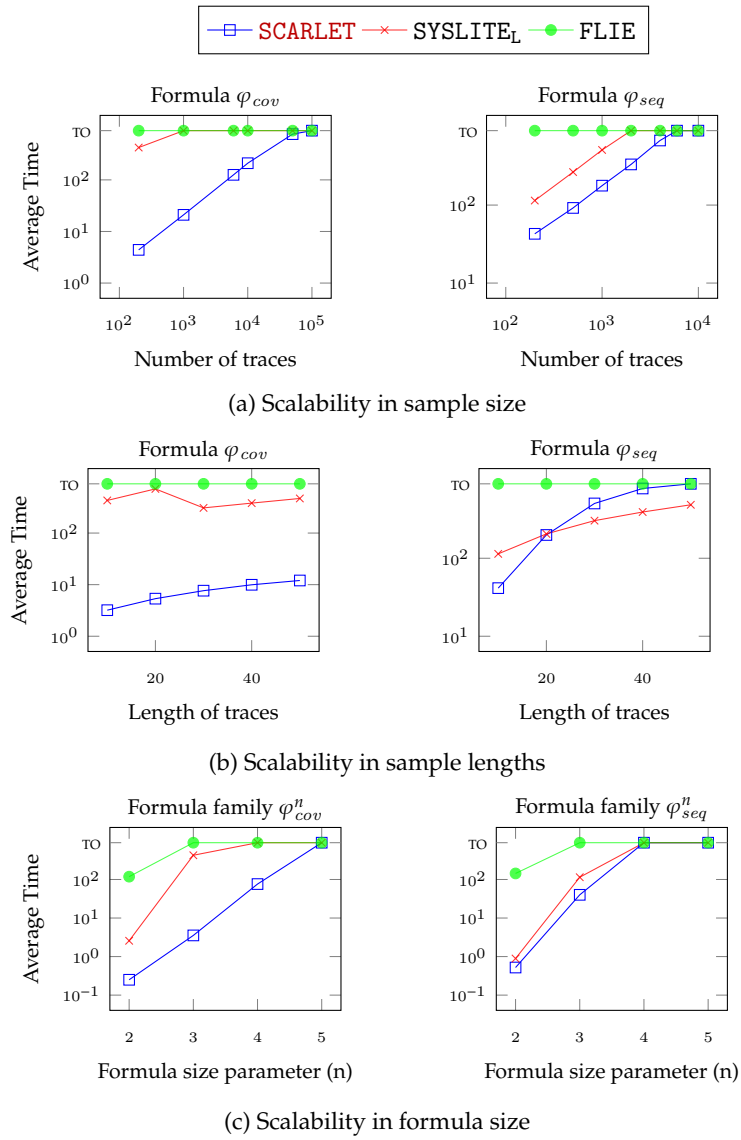 SCARLET SYSLITE_L FLIE
Formula φ_cov Formula φ_seq
Average Time
TO
10^2
10^1
10^0
10^2 10^3 10^4 10^5
Number of traces
TO
10^2
10^1
10^2 10^3 10^4
Number of traces
(a) Scalability in sample size
Formula φ_cov Formula φ_seq
Average Time
TO
10^2
10^1
10^0
20 40
Length of traces
TO
10^2
10^1
20 40
Length of traces
(b) Scalability in sample lengths
Formula family φ^n_cov Formula family φ^n_seq
Average Time
TO
10^2
10^1
10^0
10^−1
2 3 4 5
Formula size parameter (n)
TO
10^2
10^1
10^0
10^−1
2 3 4 5
Formula size parameter (n)
(c) Scalability in formula size